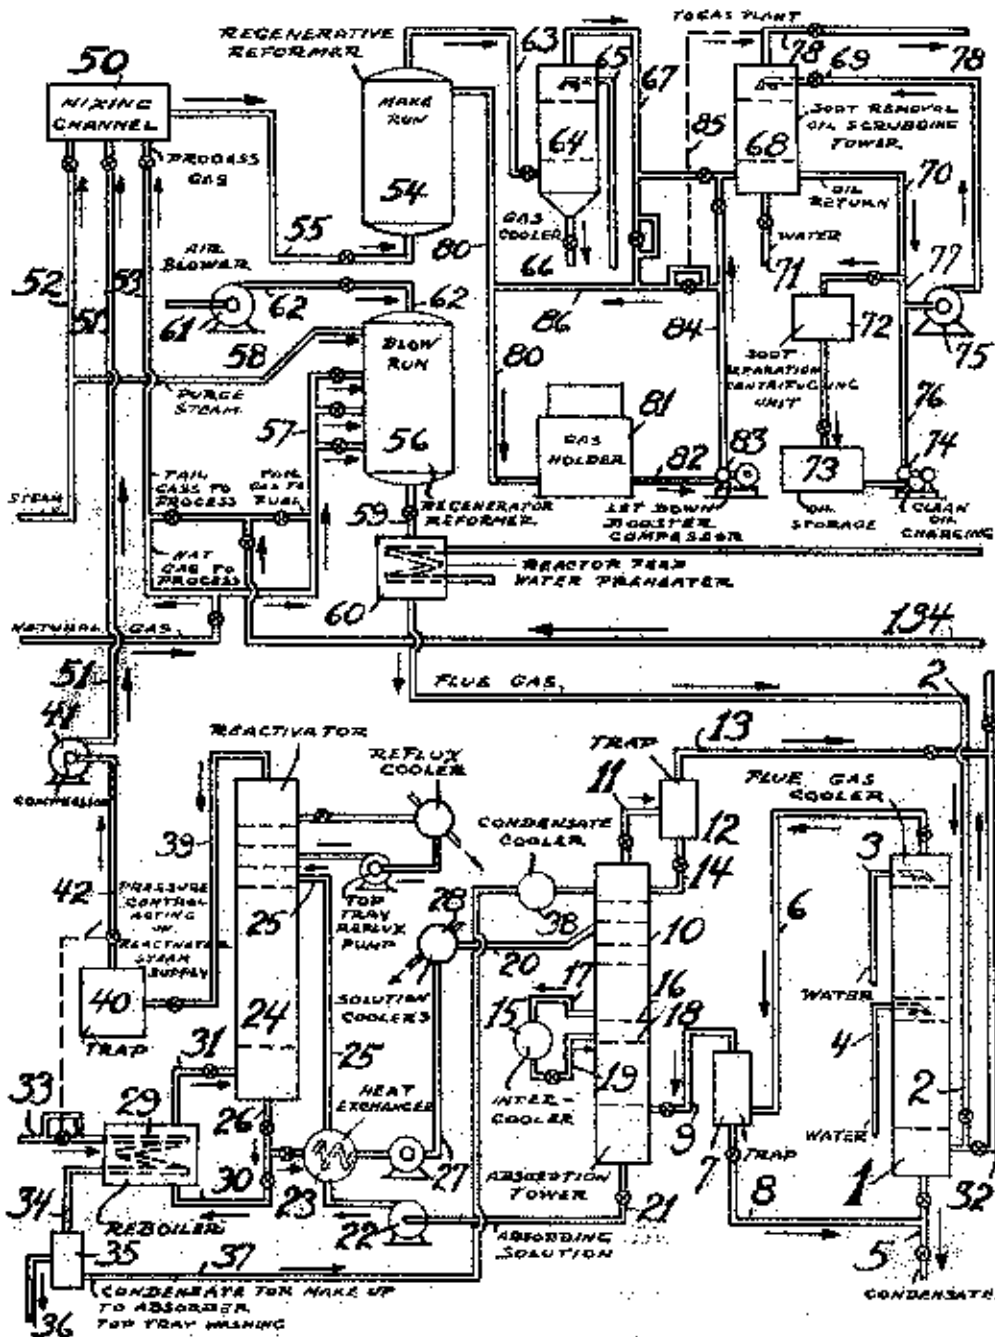 REGENERATIVE
REFORMER
50
MIXING
CHANNEL
PROCESS
GAS
52
51
53
AIR
BLOWER
61
62
62
58
55
MAKE
RUN
54
63
64
65
67
GAS
COOLER
66
80
TO GAS PLANT
78
78
69
SOOT REMOVAL
OIL SCRUBBING
TOWER
68
85
OIL
RETURN
70
WATER
71
77
72
75
SOOT
SEPARATION
CENTRIFUGING
UNIT
76
74
73
OIL
STORAGE
CLEAN
OIL
CHARGING
84
86
80
81
GAS
HOLDER
82
83
LET DOWN
BOOSTER
COMPESSOR
BLOW
RUN
56
57
PURGE
STEAM
STEAM
TAIL
GASS TO
PROCESS
TAIL
GAS TO
FUEL
NAT
GAS TO
PROCESS
REGENERATOR
REFORMER
59
60
REACTOR FEED
WATER PREHEATER
NATURAL GAS
134
FLUE GAS
2
51
41
COMPRESSOR
REACTIVATOR
REFLUX
COOLER
39
42
PRESSURE
CONTROL
ACTING
ON
REACTIVATER
STEAM
SUPPLY
40
TRAP
24
25
25
25
TOP
TRAY
REFLUX
PUMP
28
CONDENSATE
COOLER
38
TRAP
11
12
13
14
10
20
SOLUTION
COOLERS
17
16
15
18
19
INTER-
COOLER
9
FLUE GAS
COOLER
3
6
WATER
4
WATER
2
1
32
7
TRAP
8
5
CONDENSATE
31
33
29
26
HEAT
EXCHANGER
27
30
23
22
34
REBOILER
35
36
37
ABSORPTION
TOWER
21
ABSORBING
SOLUTION
CONDENSATE FOR MAKE UP
TO ABSORBER
TOP TRAY WASHING